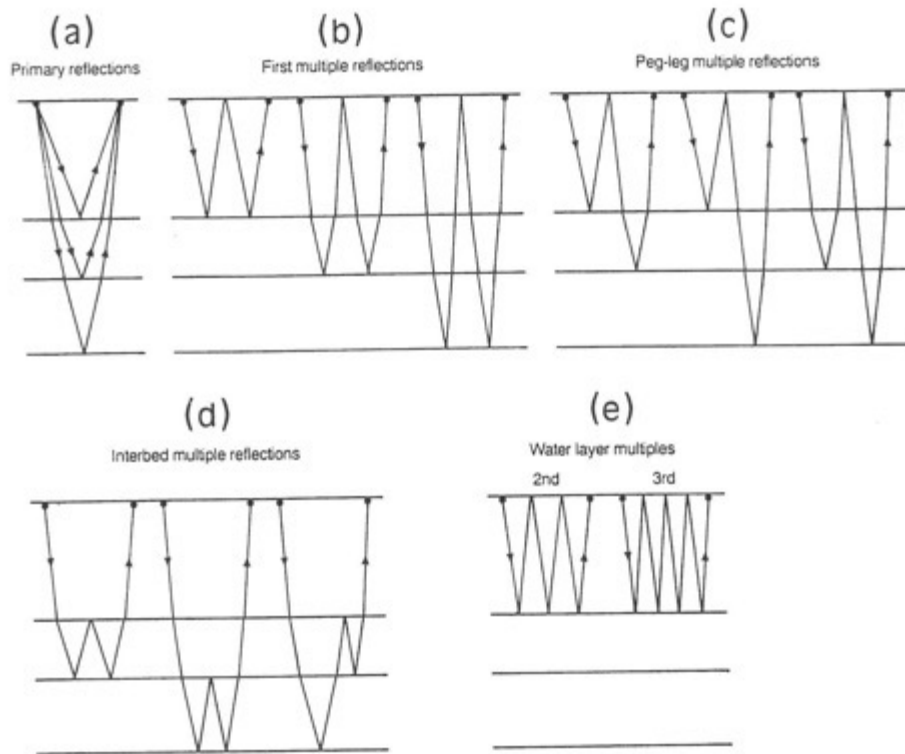 (a)
Primary reflections
(b)
First multiple reflections
(c)
Peg-leg multiple reflections
(d)
Interbed multiple reflections
(e)
Water layer multiples
2nd 3rd